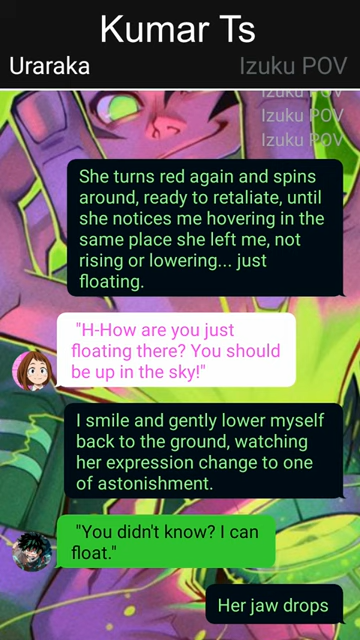 Kumar Ts
Uraraka
Izuku POV
Izuku POV
Izuku POV
Izuku POV
She turns red again and spins
around, ready to retaliate, until
she notices me hovering in the
same place she left me, not
rising or lowering... just
floating.
"H-How are you just
floating there? You should
be up in the sky!"
I smile and gently lower myself
back to the ground, watching
her expression change to one
of astonishment.
"You didn't know? I can
float."
Her jaw drops